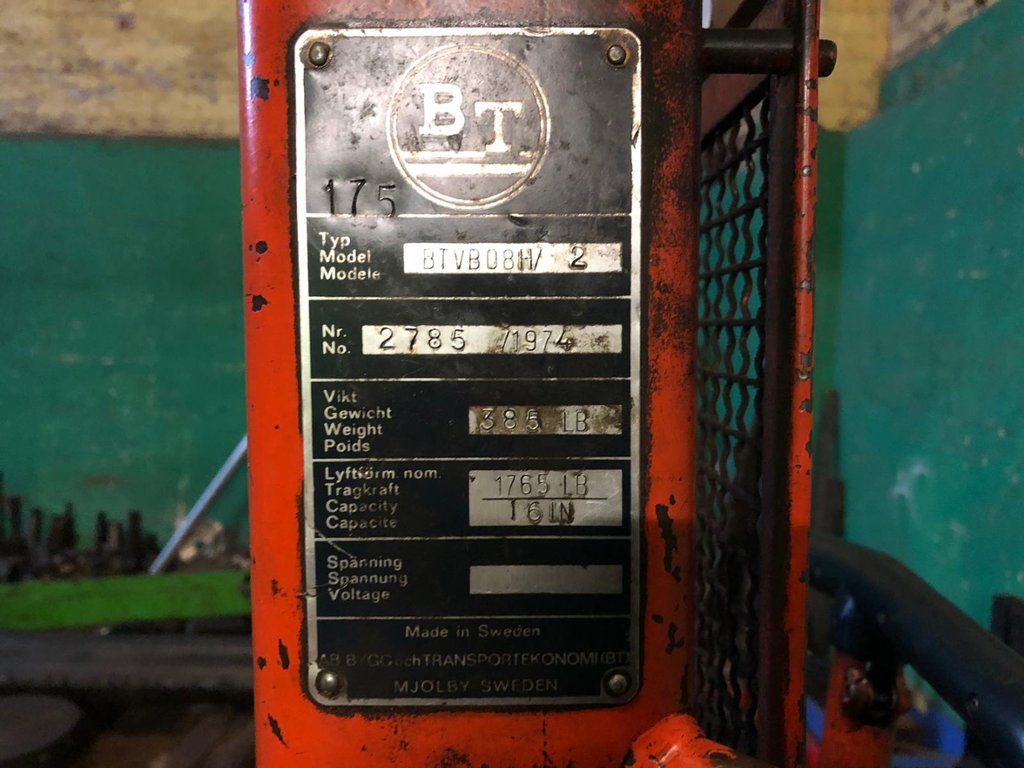 BT
175
Typ
Model
Modele
BTVB08H/ 2
Nr.
No.
2785 /1974
Vikt
Gewicht
Weight
Poids
385 LB
Lyftförm. nom.
Tragkraft
Capacity
Capacite
1765 LB
16 IN
Spänning
Spannung
Voltage
Made in Sweden
AB BYGG och TRANSPORTEKONOMI (BT)
MJÖLBY SWEDEN